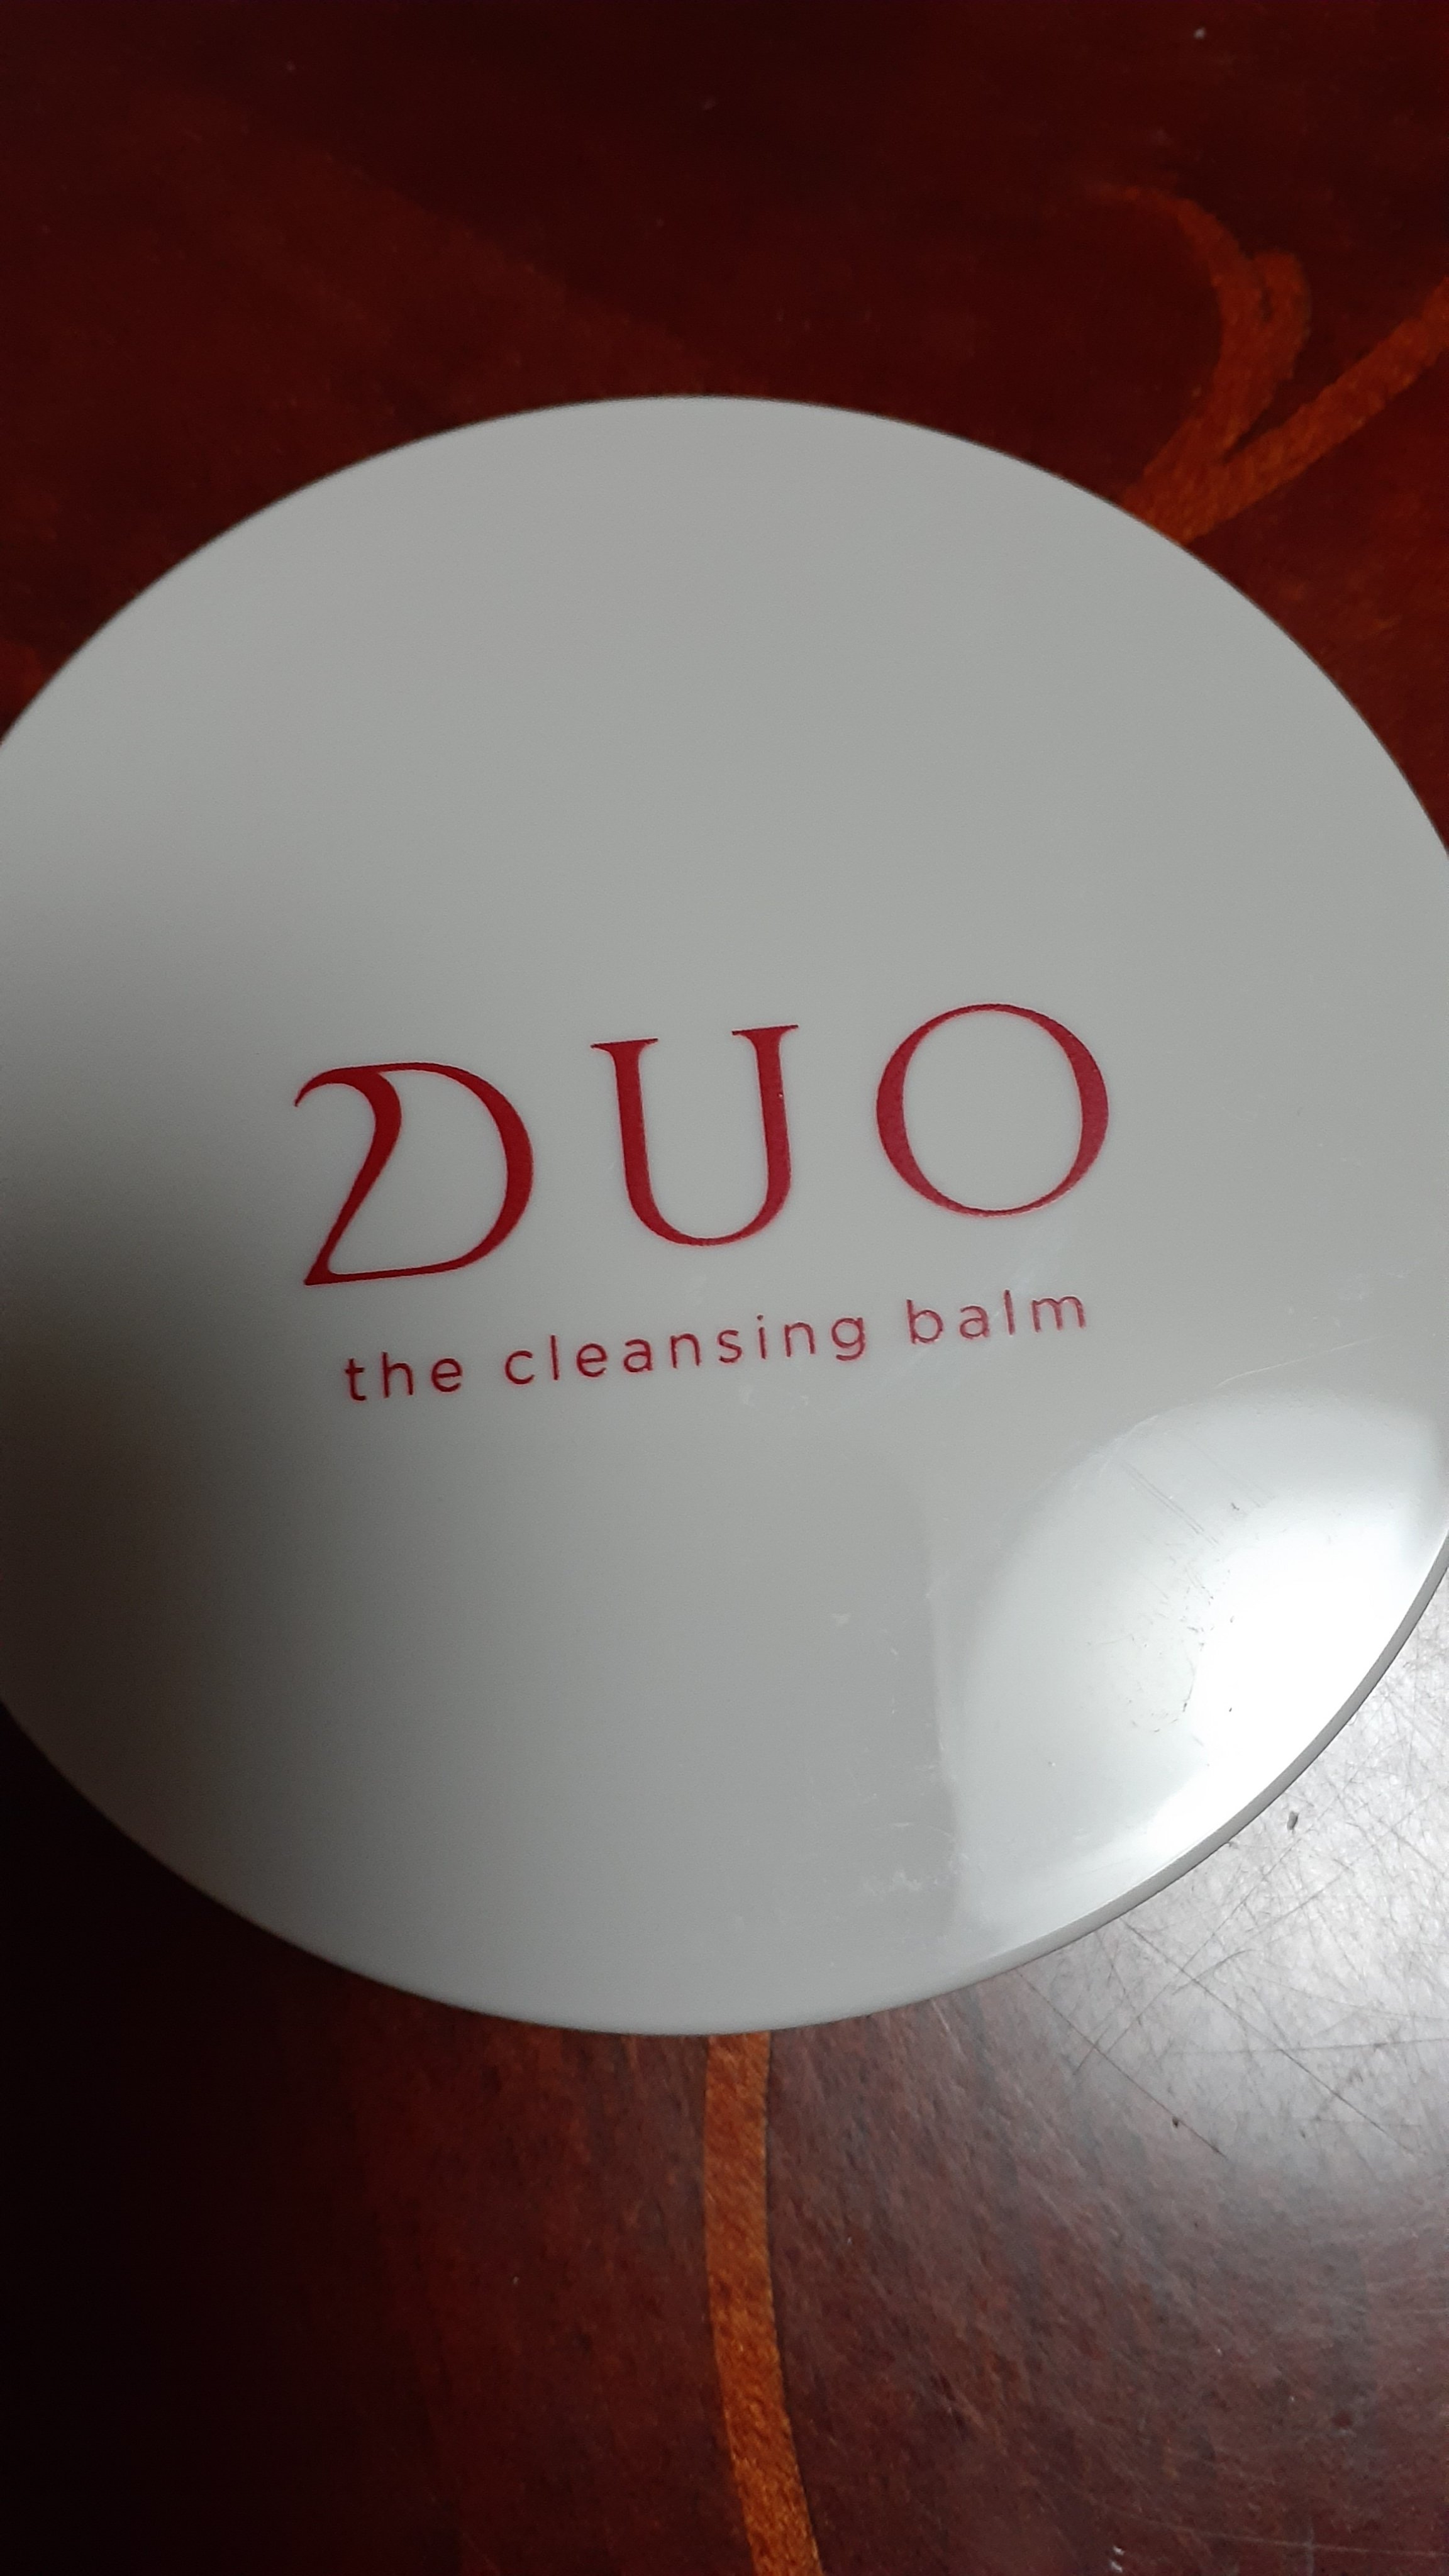 DUO
the cleansing balm